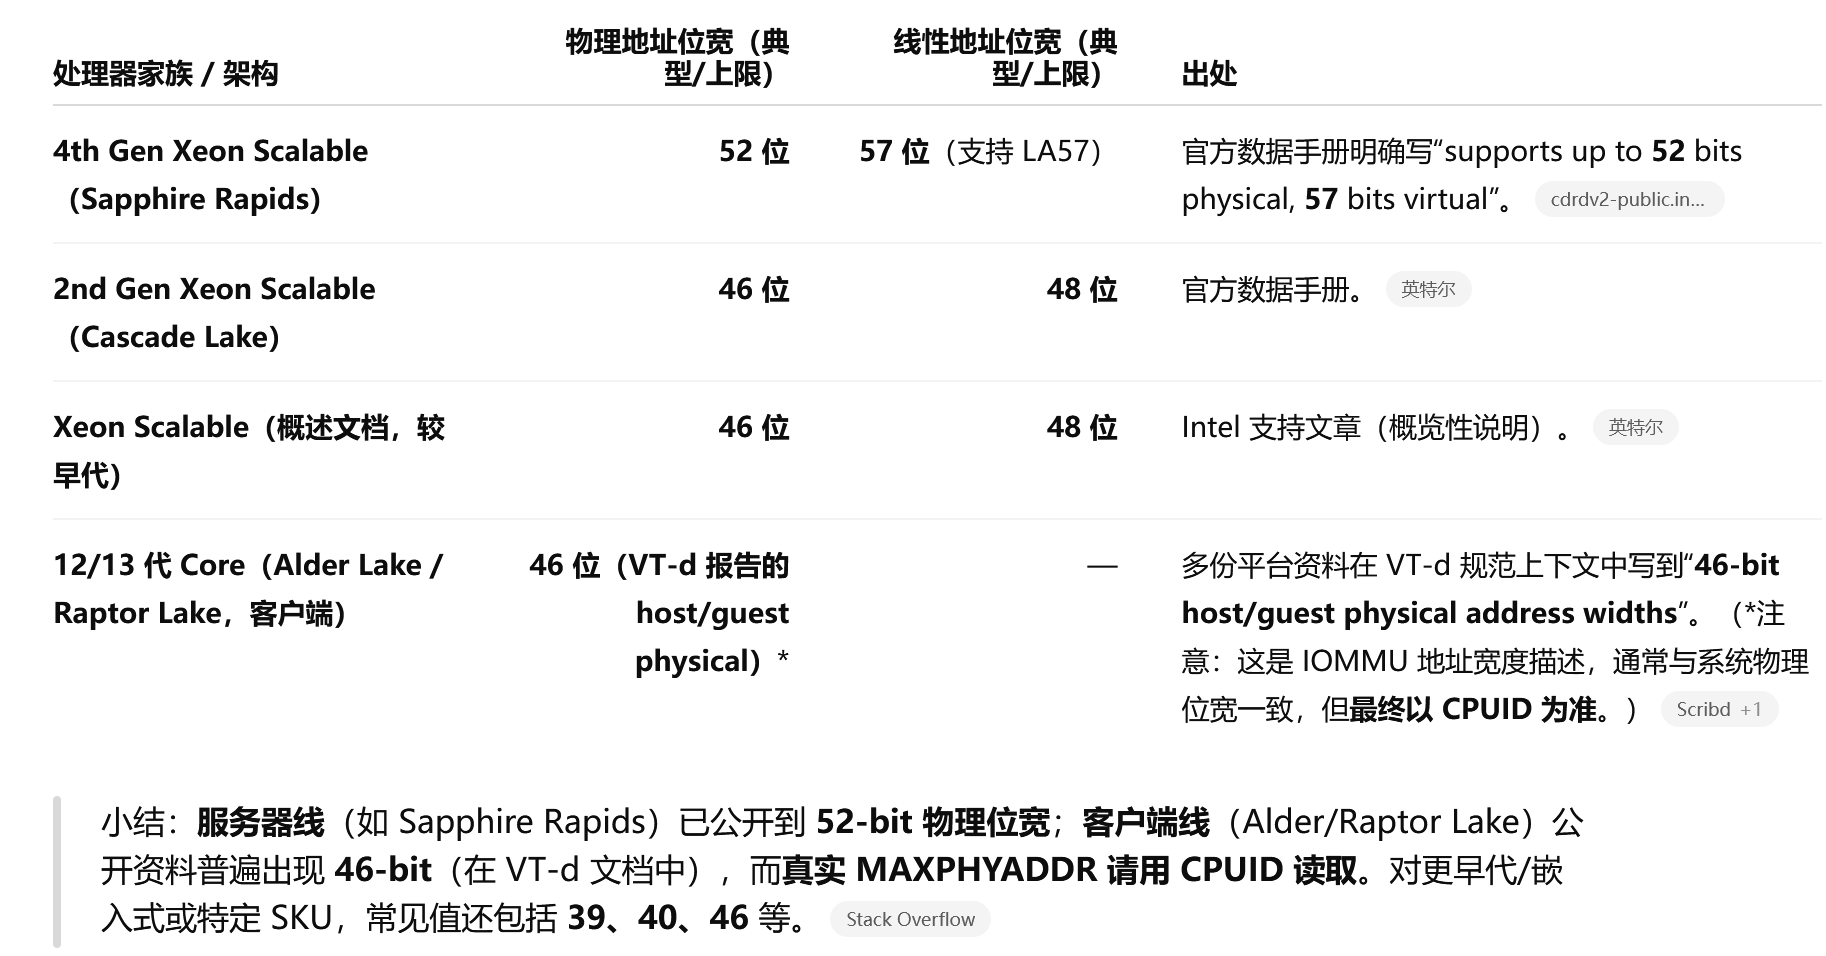 处理器家族 / 架构
物理地址位宽（典
型/上限）
线性地址位宽（典
型/上限）
出处
4th Gen Xeon Scalable
（Sapphire Rapids）
52 位
57 位（支持 LA57）
官方数据手册明确写“supports up to 52 bits
physical, 57 bits virtual”。 cdrdv2-public.in...
2nd Gen Xeon Scalable
（Cascade Lake）
46 位
48 位
官方数据手册。 英特尔
Xeon Scalable（概述文档，较
早代）
46 位
48 位
Intel 支持文章（概览性说明）。 英特尔
12/13 代 Core（Alder Lake /
Raptor Lake，客户端）
46 位（VT-d 报告的
host/guest
physical）*
—
多份平台资料在 VT-d 规范上下文中写到“46-bit
host/guest physical address widths”。（*注
意：这是 IOMMU 地址宽度描述，通常与系统物理
位宽一致，但最终以 CPUID 为准。） Scribd +1
小结：服务器线（如 Sapphire Rapids）已公开到 52-bit 物理位宽；客户端线（Alder/Raptor Lake）公
开资料普遍出现 46-bit（在 VT-d 文档中），而真实 MAXPHYADDR 请用 CPUID 读取。对更早代/嵌
入式或特定 SKU，常见值还包括 39、40、46 等。 Stack Overflow